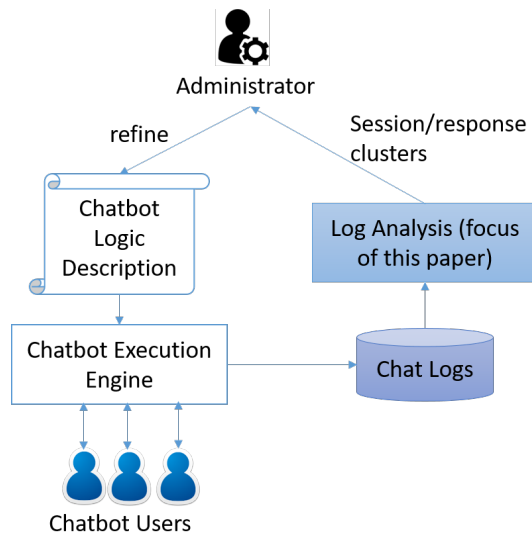 Administrator
refine
Session/response
clusters
Chatbot
Logic
Description
Log Analysis (focus
of this paper)
Chatbot Execution
Engine
Chat Logs
Chatbot Users